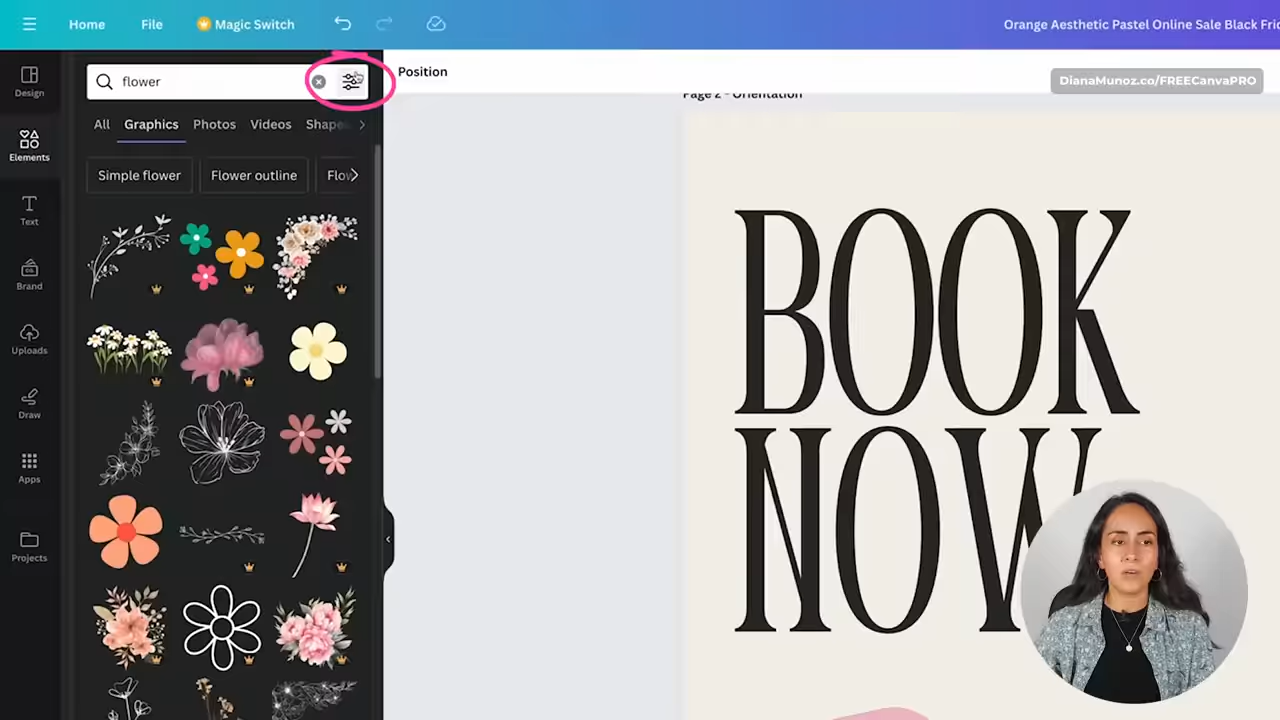 Home File Magic Switch Orange Aesthetic Pastel Online Sale Black
flower
Position
DianaMunoz.co/FREECanvaPRO
Page 2 - Orientation
Design
All Graphics Photos Videos
Elements
Simple flower Flower outline
Text
Brand
Uploads
Draw
Apps
Projects
BOOK
NOW